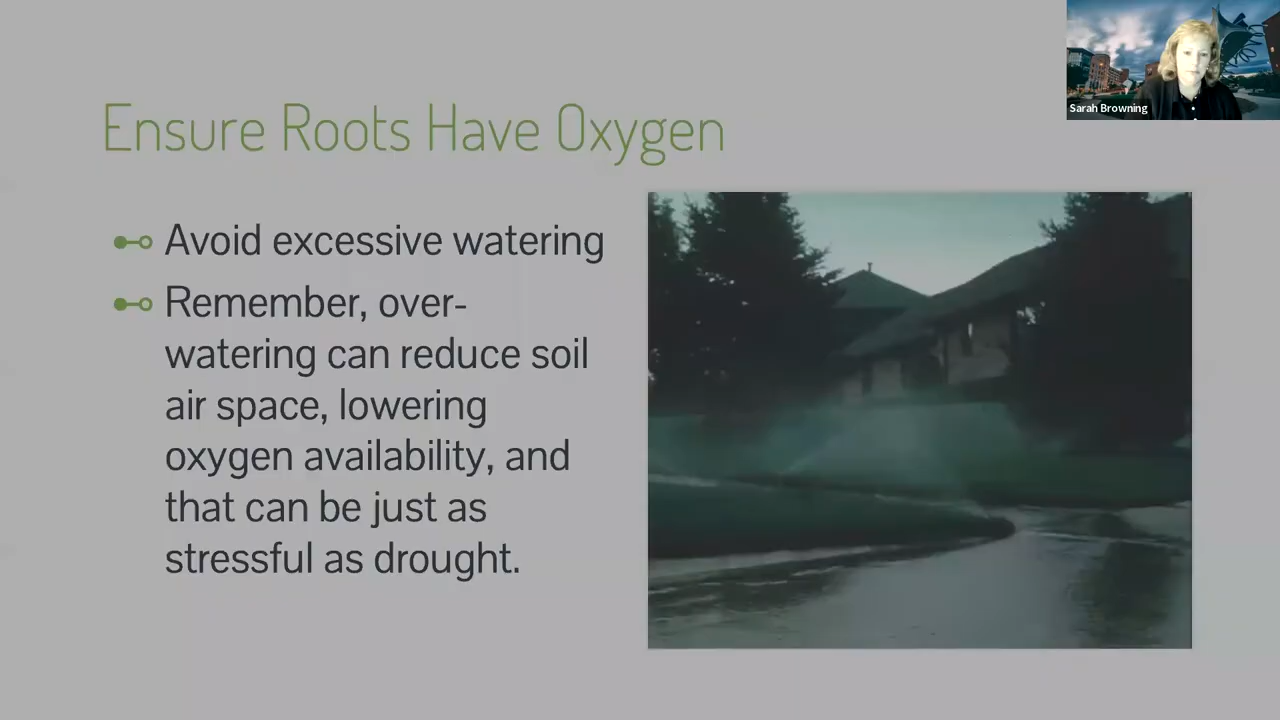 Sarah Browning
Ensure Roots Have Oxygen
Avoid excessive watering
Remember, over-
watering can reduce soil
air space, lowering
oxygen availability, and
that can be just as
stressful as drought.